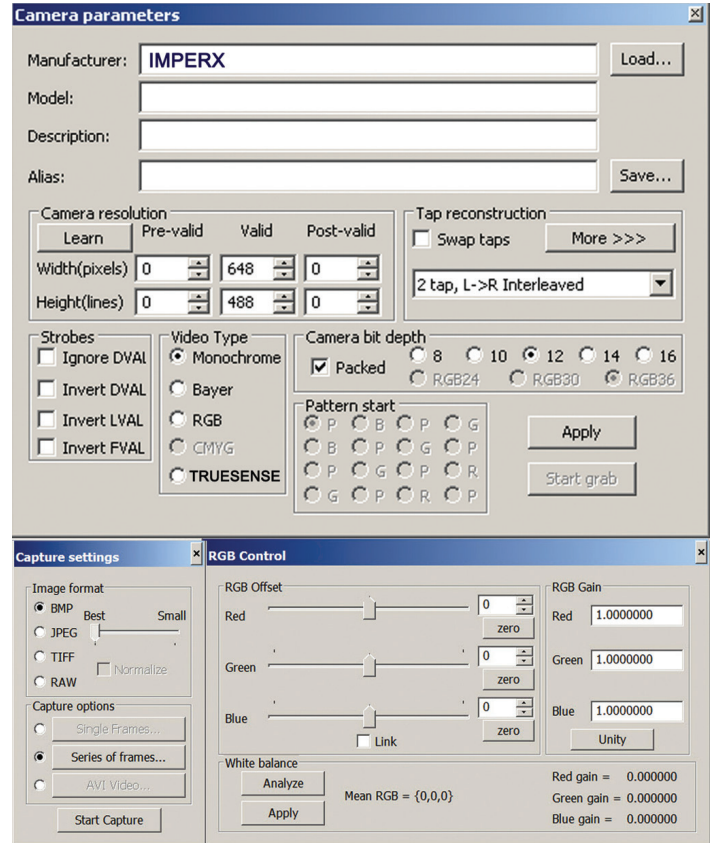 Camera parameters
Manufacturer: IMPERX Load...
Model:
Description:
Alias: Save...
Camera resolution
Learn Pre-valid Valid Post-valid
Width(pixels) 0 648 0
Height(lines) 0 488 0
Tap reconstruction
Swap taps More >>>
2 tap, L->R Interleaved
Strobes
Ignore DVAL
Invert DVAL
Invert LVAL
Invert FVAL
Video Type
Monochrome
Bayer
RGB
CMYG
TRUESENSE
Camera bit depth
Packed 8 10 12 14 16
RGB24 RGB30 RGB36
Pattern start
P B P G
B P G P
P G P R
G P R P
Apply
Start grab
Capture settings
Image format
BMP Best Small
JPEG
TIFF Normalize
RAW
Capture options
Single Frames...
Series of frames...
AVI Video...
Start Capture
RGB Control
RGB Offset
Red 0
zero
Green 0
zero
Blue 0
Link zero
RGB Gain
Red 1.0000000
Green 1.0000000
Blue 1.0000000
Unity
White balance
Analyze
Apply
Mean RGB = {0,0,0}
Red gain = 0.000000
Green gain = 0.000000
Blue gain = 0.000000